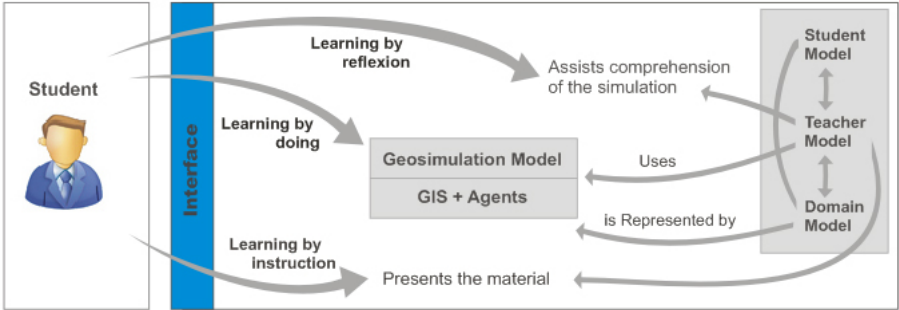 Student
Interface
Learning by
reflexion
Learning by
doing
Learning by
instruction
Assists comprehension
of the simulation
Geosimulation Model
GIS + Agents
Uses
is Represented by
Presents the material
Student
Model
Teacher
Model
Domain
Model